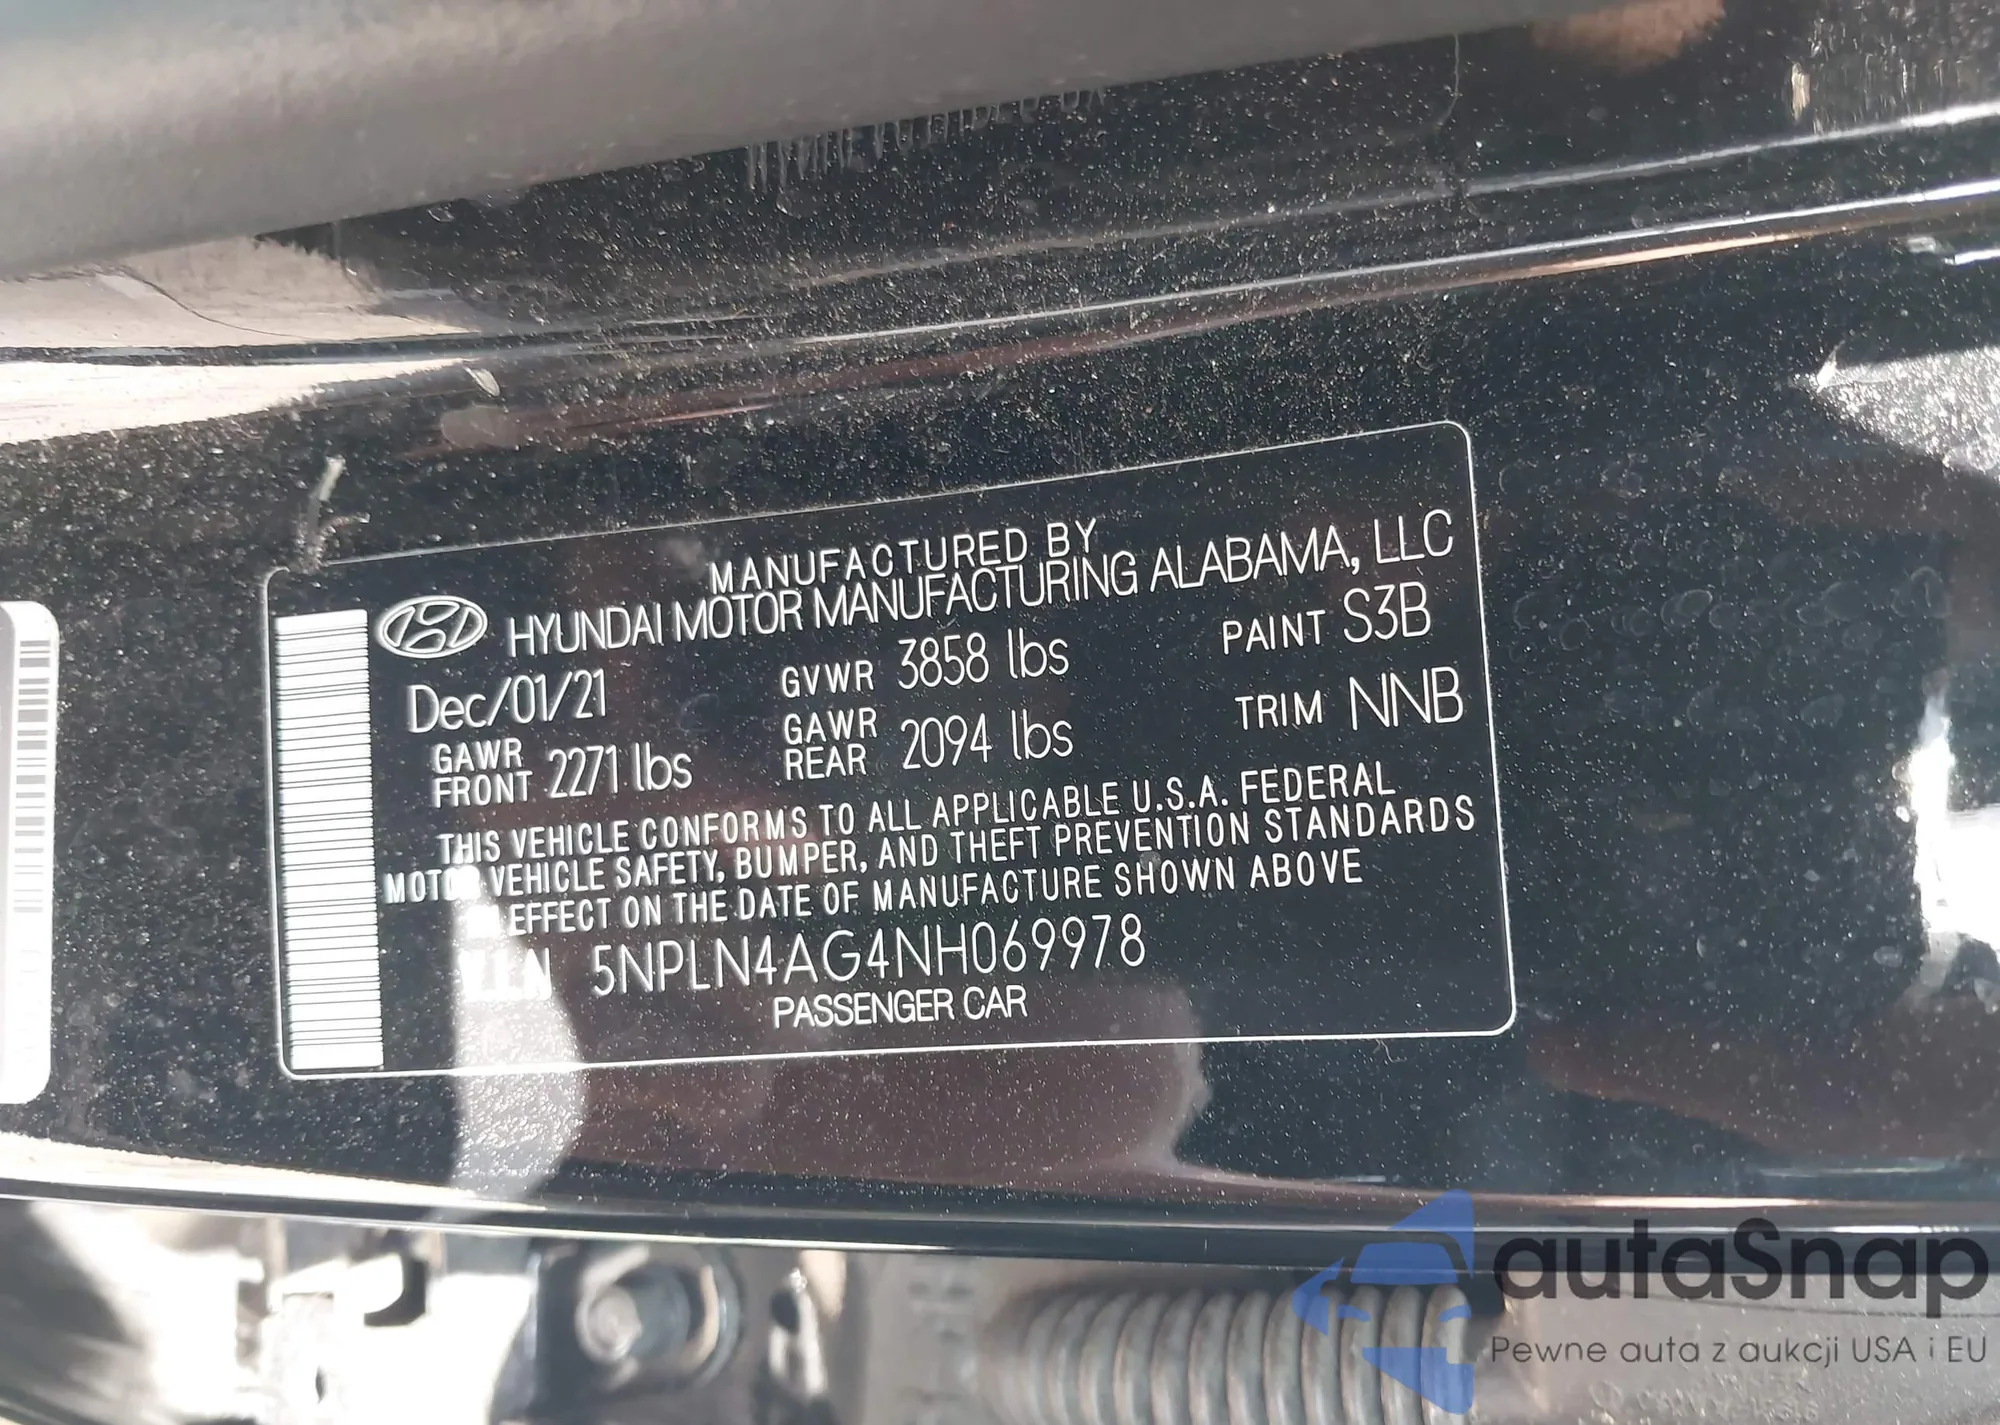 MANUFACTURED BY
HYUNDAI MOTOR MANUFACTURING ALABAMA, LLC
Dec/01/21 GVWR 3858 lbs PAINT S3B
GAWR FRONT 2271 lbs GAWR REAR 2094 lbs TRIM NNB
THIS VEHICLE CONFORMS TO ALL APPLICABLE U.S.A. FEDERAL
MOTOR VEHICLE SAFETY, BUMPER, AND THEFT PREVENTION STANDARDS
EFFECT ON THE DATE OF MANUFACTURE SHOWN ABOVE
5NPLN4AG4NH069978
PASSENGER CAR
autaSnap
Pewne auta z aukcji USA i EU